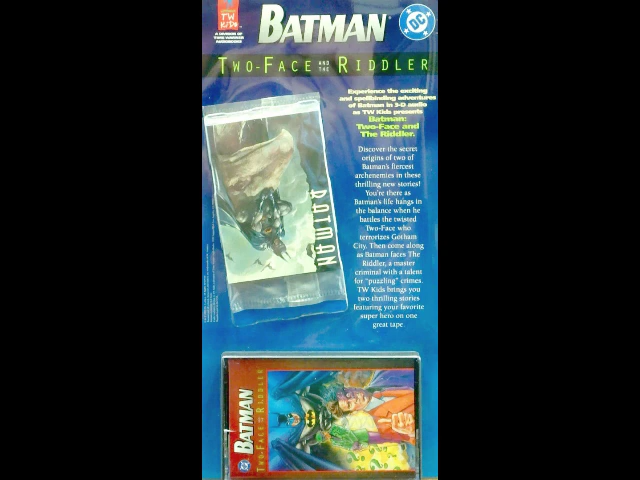 TW
KIDS
A DIVISION OF
TIME WARNER
AUDIOBOOKS
BATMAN
DC
TWO-FACE AND THE RIDDLER
Experience the exciting
and spellbinding adventures
of Batman in 3-D audio
as TW Kids presents
Batman:
Two-Face and
The Riddler.
Discover the secret
origins of two of
Batman's fiercest
archenemies in these
thrilling new stories!
You're there as
Batman's life hangs in
the balance when he
battles the twisted
Two-Face who
terrorizes Gotham
City. Then come along
as Batman faces The
Riddler, a master
criminal with a talent
for "puzzling" crimes.
TW Kids brings you
two thrilling stories
featuring your favorite
super hero on one
great tape.
BATMAN
BATMAN
TWO-FACE AND THE RIDDLER
DC